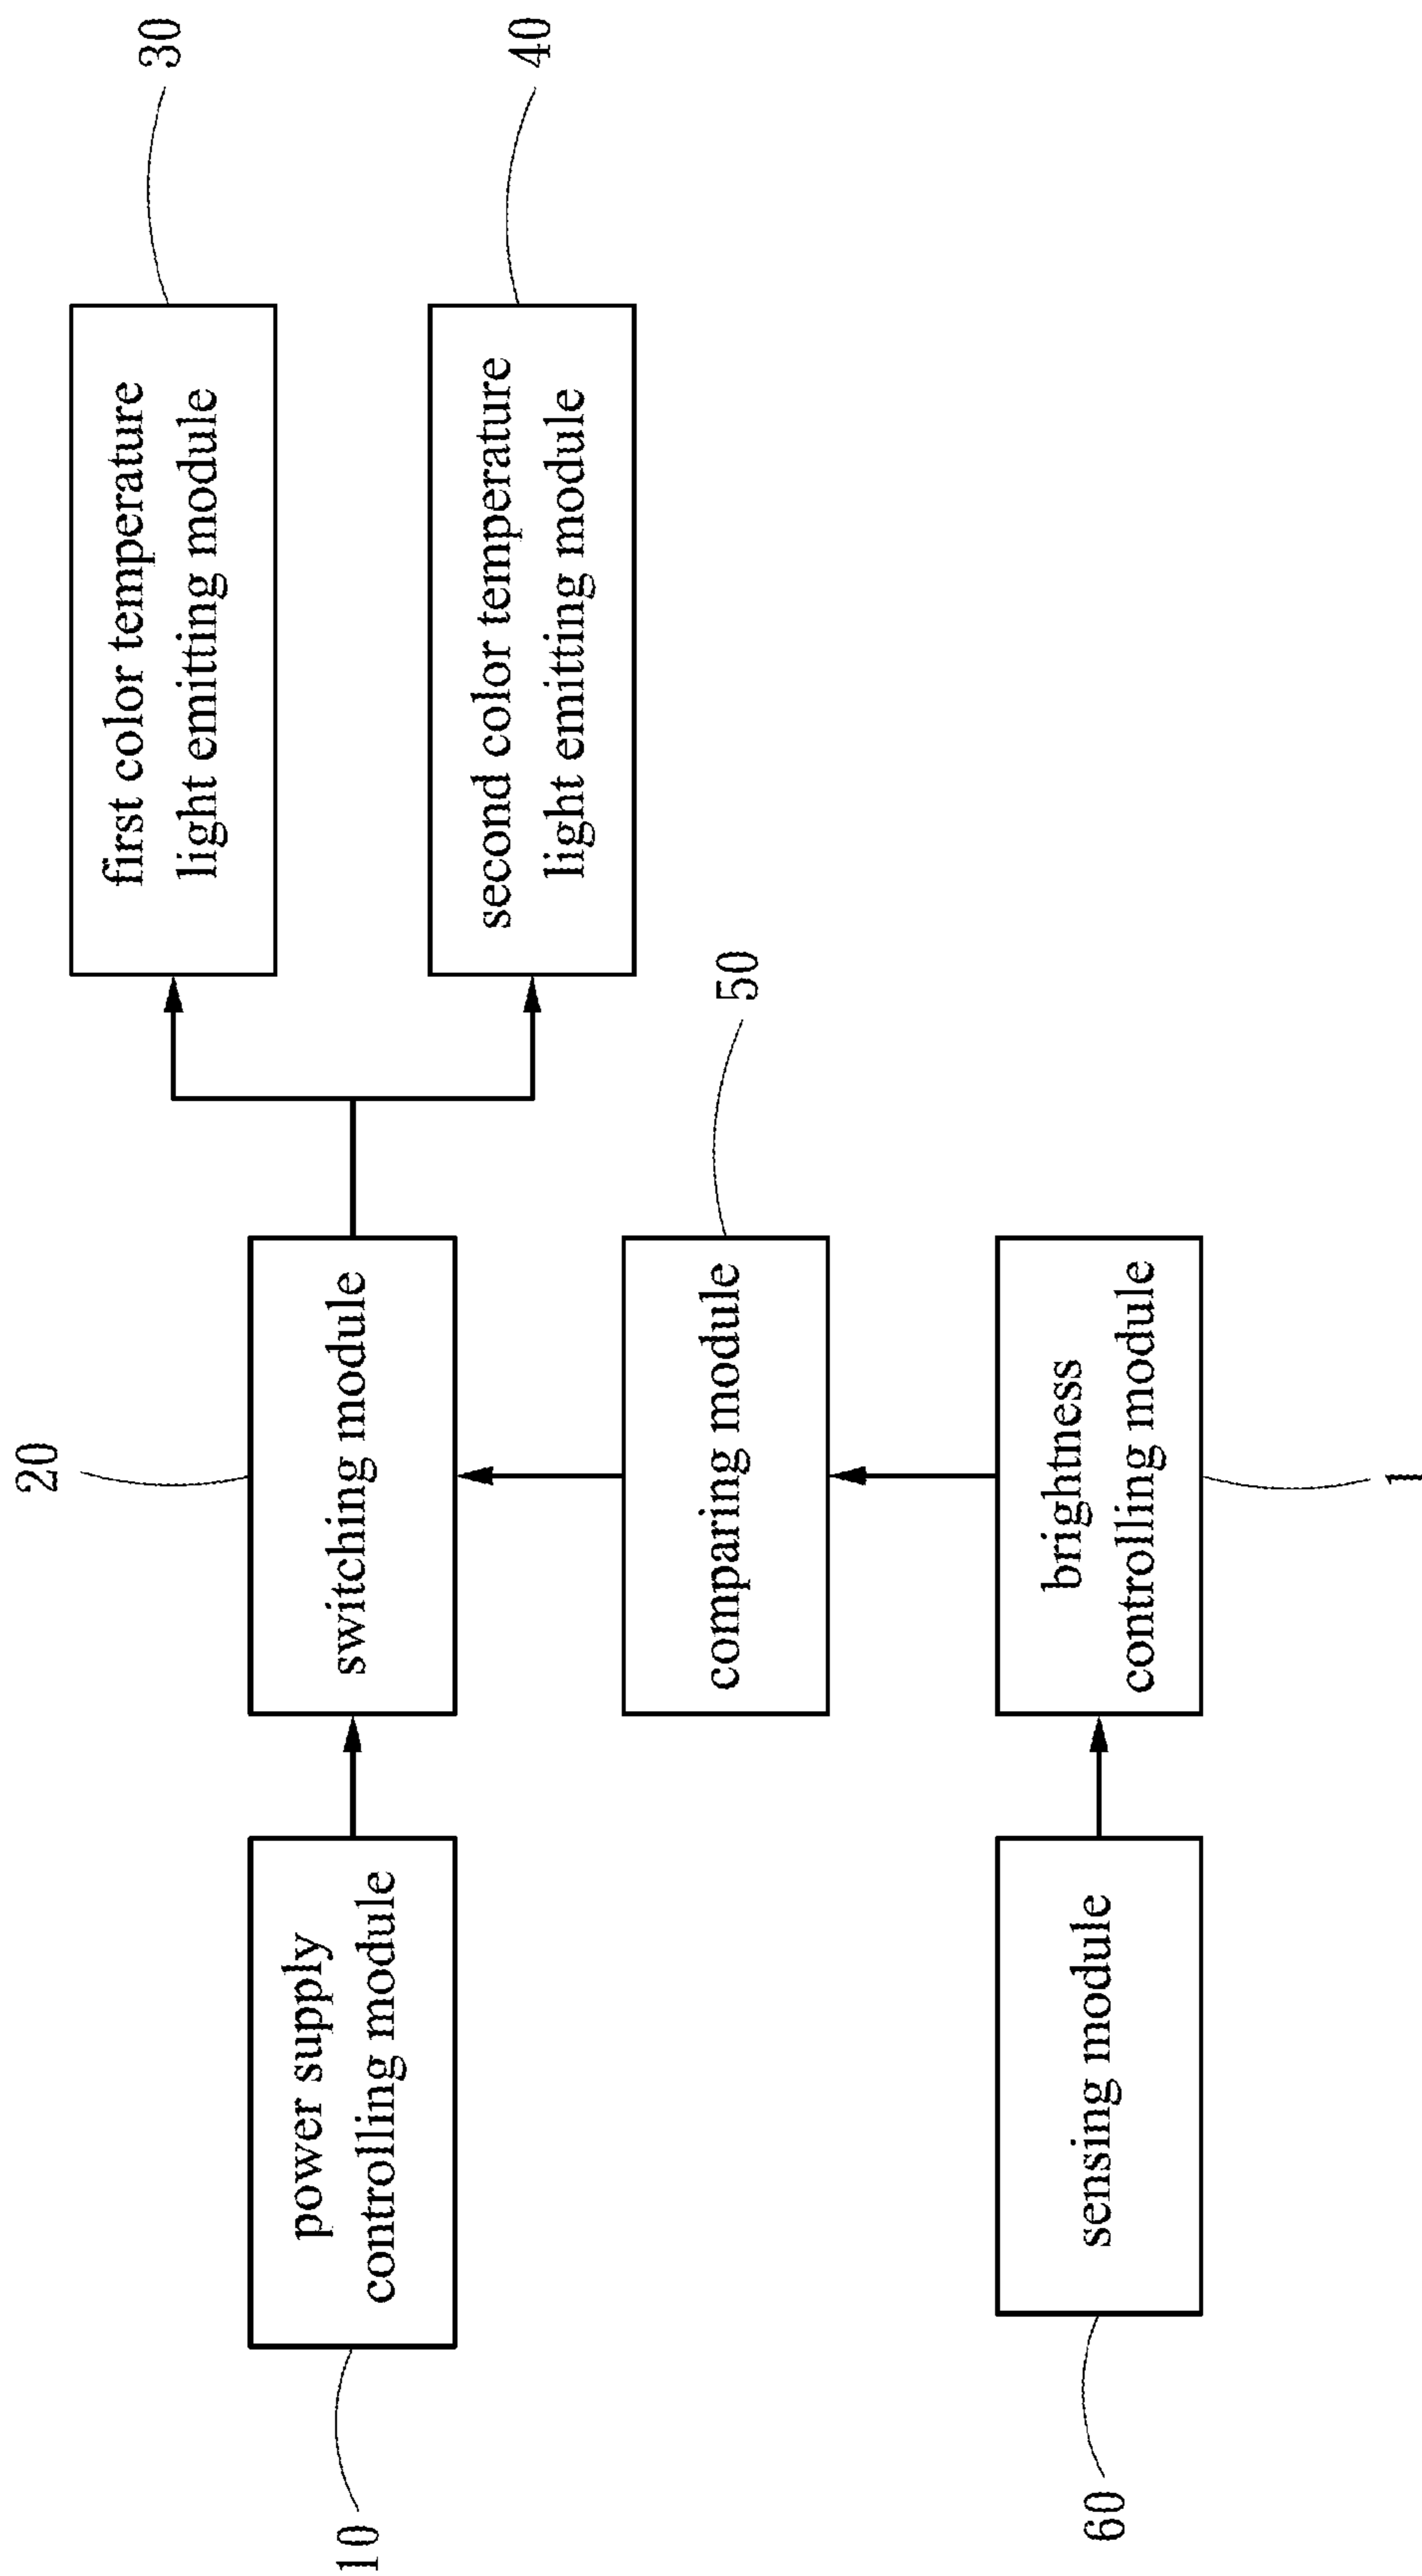 30
first color temperature
light emitting module
40
second color temperature
light emitting module
20
switching module
50
comparing module
power supply
controlling module
10
brightness
controlling module
1
sensing module
60